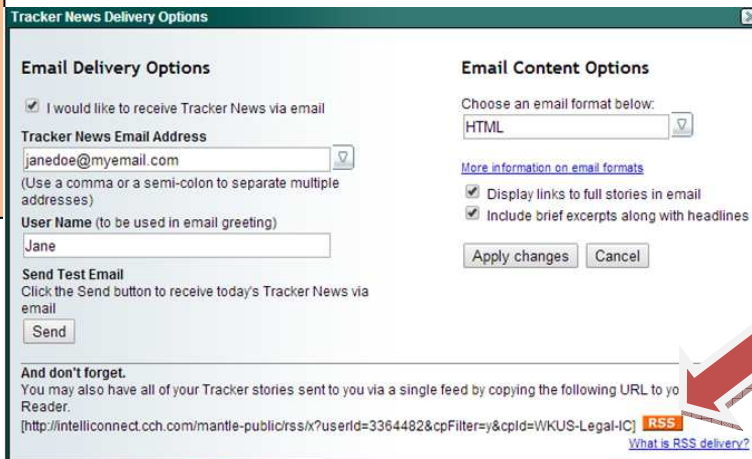 Tracker News Delivery Options
Email Delivery Options
I would like to receive Tracker News via email
Tracker News Email Address
janedoe@myemail.com
(Use a comma or a semi-colon to separate multiple
addresses)
User Name (to be used in email greeting)
Jane
Send Test Email
Click the Send button to receive today's Tracker News via
email
Send
Email Content Options
Choose an email format below:
HTML
More information on email formats
Display links to full stories in email
Include brief excerpts along with headlines
Apply changes Cancel
And don't forget.
You may also have all of your Tracker stories sent to you via a single feed by copying the following URL to
Reader.
[http://intelliconnect.cch.com/mantle-public/rss/x?userId=3364482&cpFilter=y&cpId=WKUS-Legal-IC] RSS
What is RSS delivery?